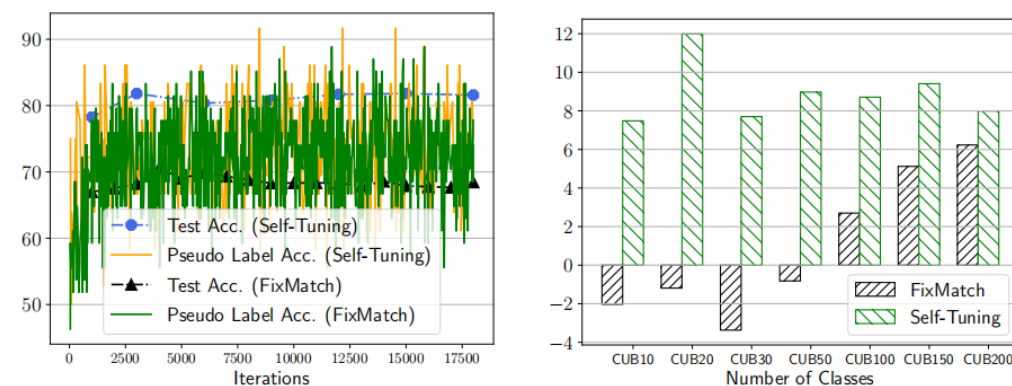 90
80
70
60
50
Test Acc. (Self-Tuning)
Pseudo Label Acc. (Self-Tuning)
Test Acc. (FixMatch)
Pseudo Label Acc. (FixMatch)
0 2500 5000 7500 10000 12500 15000 17500
Iterations
12
10
8
6
4
2
0
−2
−4
FixMatch
Self-Tuning
CUB10 CUB20 CUB30 CUB50 CUB100 CUB150 CUB200
Number of Classes